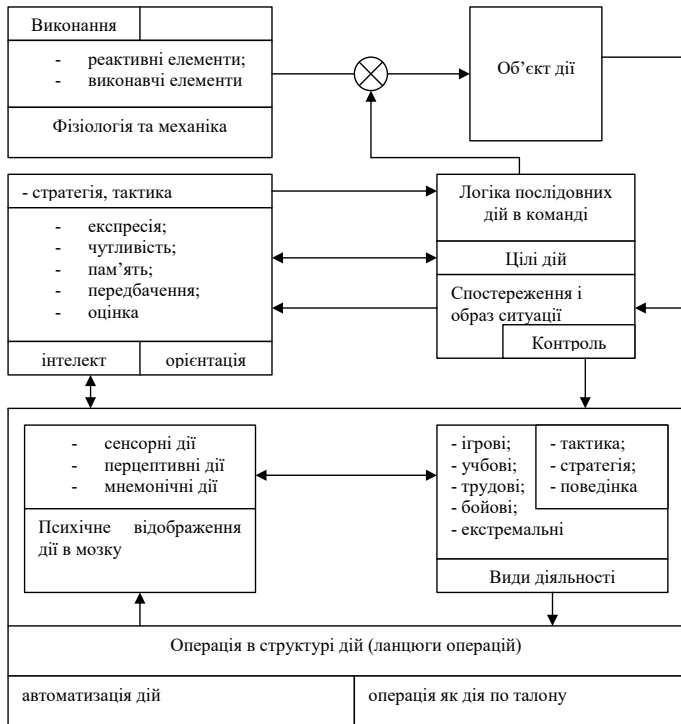 Виконання
- реактивні елементи;
- виконавчі елементи
Фізіологія та механіка
Об’єкт дії
- стратегія, тактика
- експресія;
- чутливість;
- пам’ять;
- передбачення;
- оцінка
інтелект
орієнтація
Логіка послідовних
дій в команді
Цілі дій
Спостереження і
образ ситуації
Контроль
- сенсорні дії
- перцептивні дії
- мнемонічні дії
Психічне відображення
дії в мозку
- ігрові;
- учбові;
- трудові;
- бойові;
- екстремальні
- тактика;
- стратегія;
- поведінка
Види діяльності
Операція в структурі дій (ланцюги операцій)
автоматизація дій
операція як дія по талону